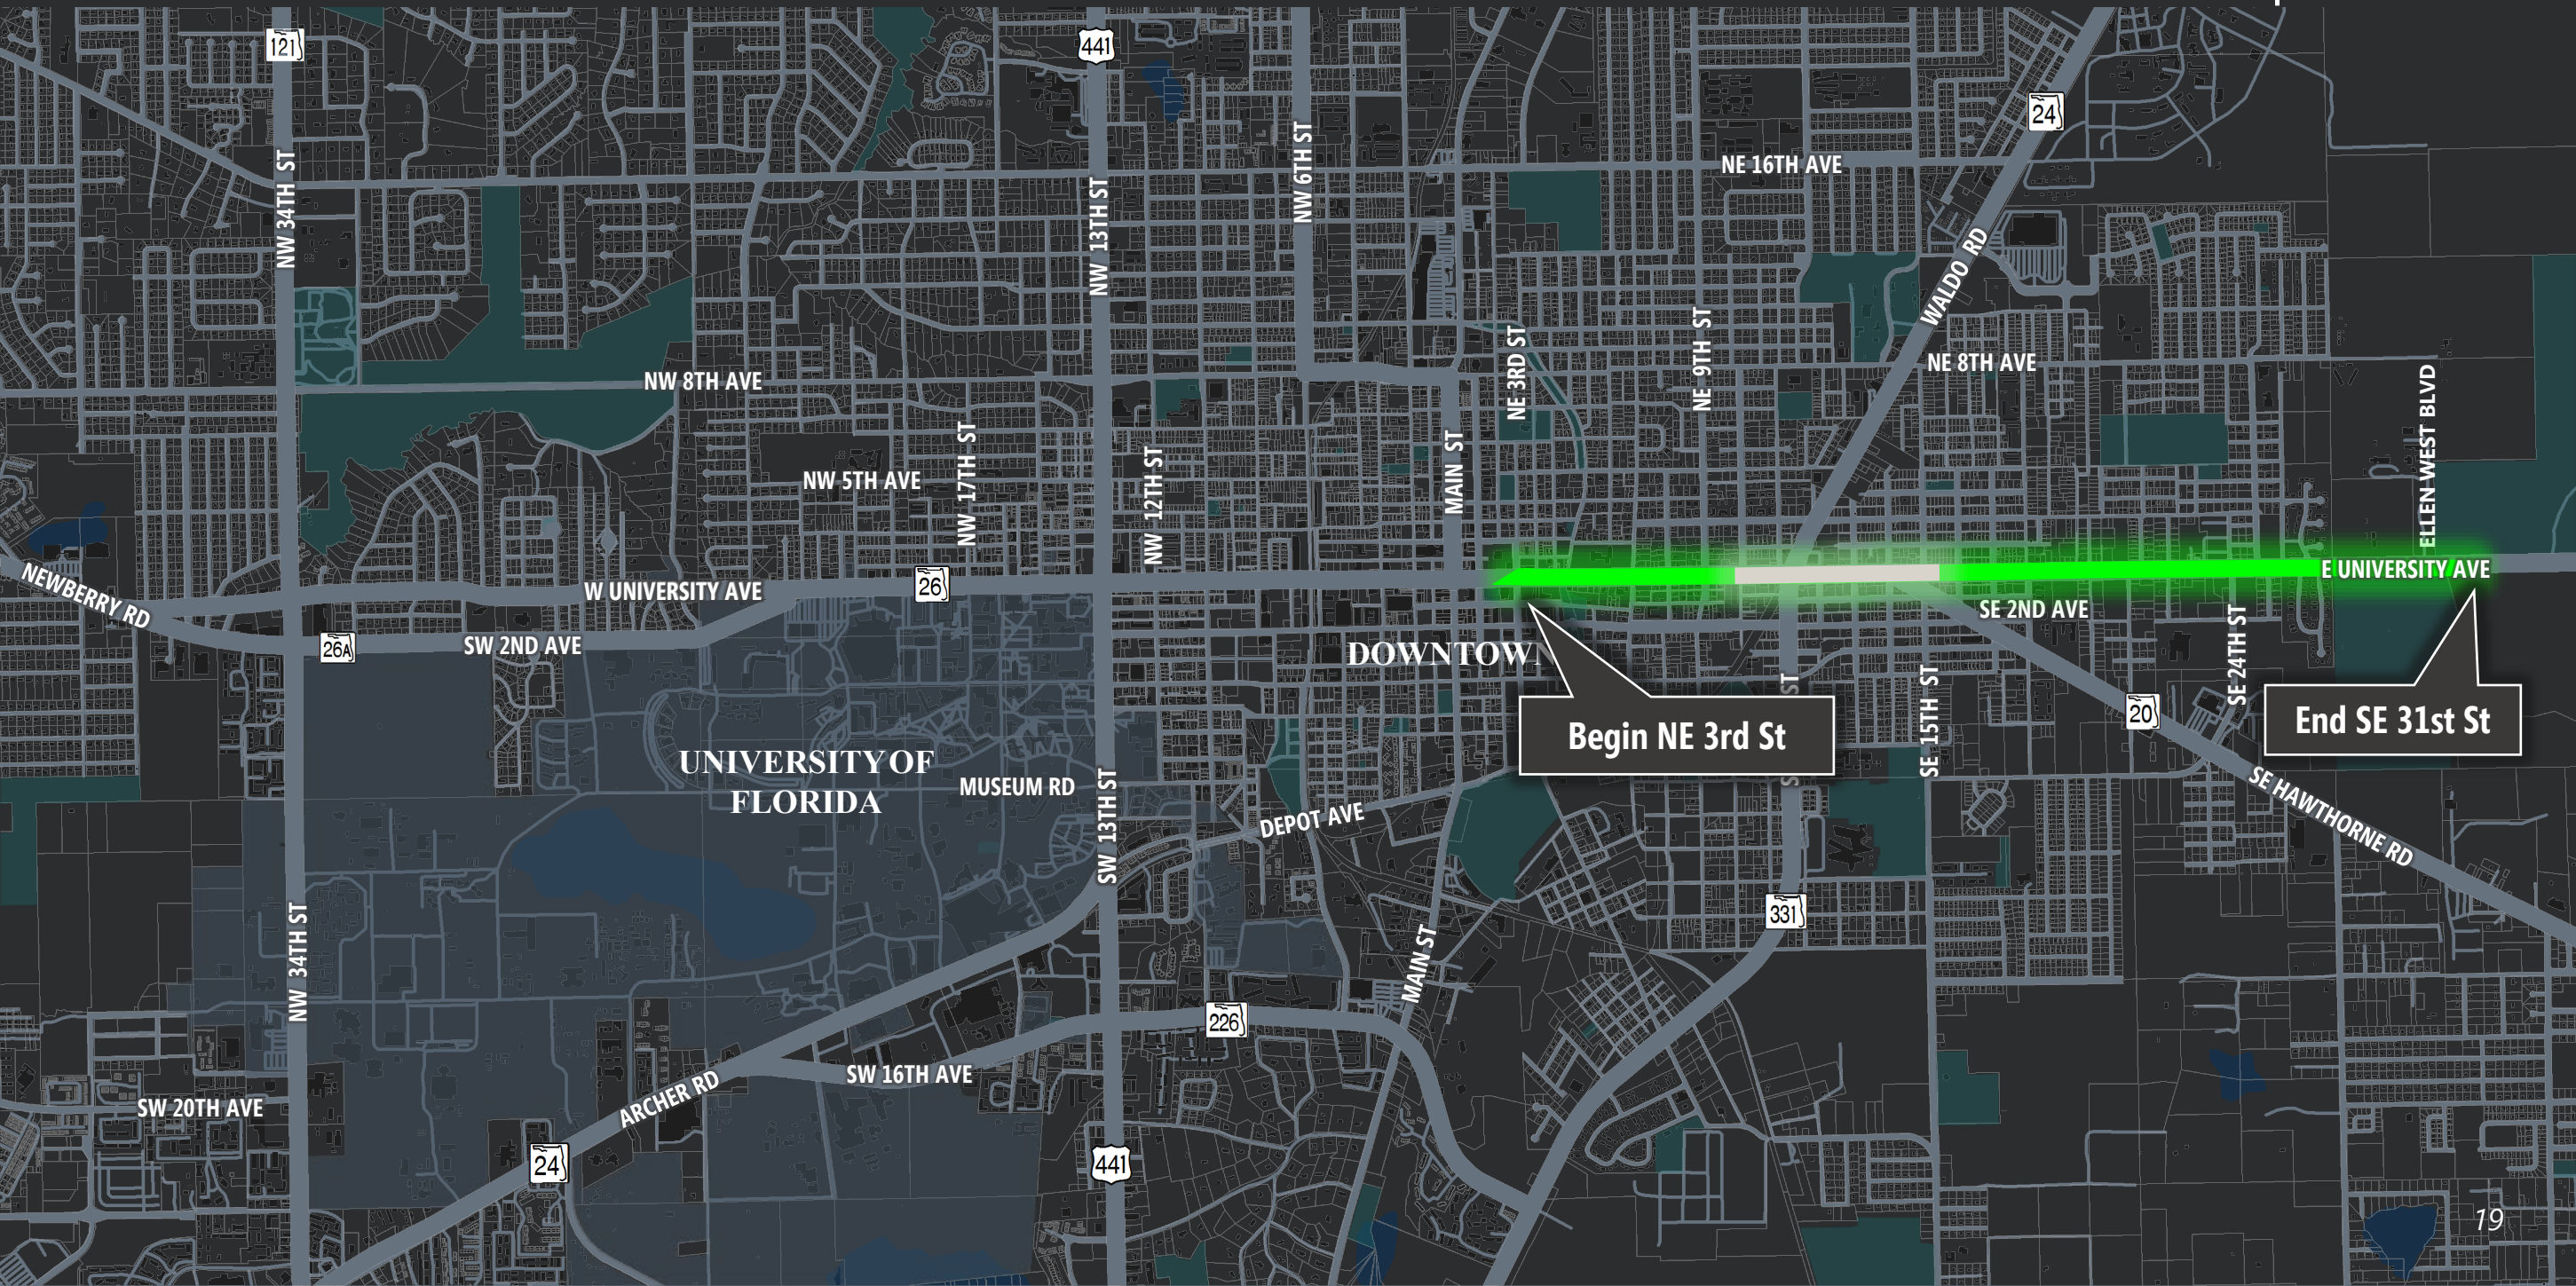 121
441
24
NW 34TH ST
NW 13TH ST
NW 6TH ST
NE 16TH AVE
WALDO RD
NE 3RD ST
NE 9TH ST
NE 8TH AVE
NW 8TH AVE
ELLEN WEST BLVD
NW 5TH AVE
NW 17TH ST
NW 12TH ST
MAIN ST
NEWBERRY RD
W UNIVERSITY AVE
26
E UNIVERSITY AVE
SE 2ND AVE
26A
SW 2ND AVE
DOWNTOW
SE 24TH ST
ST
SE 15TH ST
20
Begin NE 3rd St
End SE 31st St
UNIVERSITY OF
FLORIDA
MUSEUM RD
SW 13TH ST
DEPOT AVE
SE HAWTHORNE RD
331
NW 34TH ST
MAIN ST
226
SW 16TH AVE
ARCHER RD
SW 20TH AVE
24
441
19